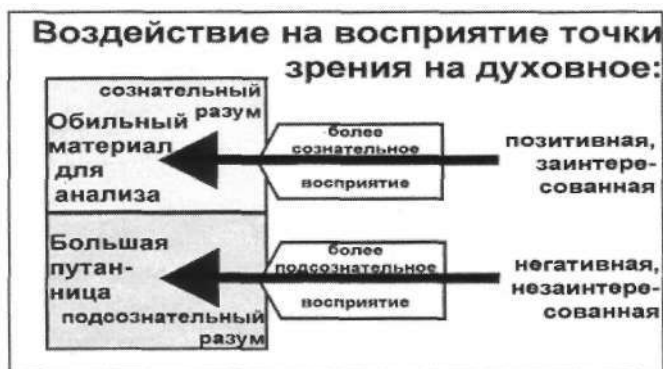 Воздействие на восприятие точки
зрения на духовное:
сознательный
разум
Обильный
материал
для
анализа
более
сознательное
восприятие
позитивная,
заинтере-
сованная
Большая
путан-
ница
подсознательный
разум
более
подсознательное
восприятие
негативная,
незаинтере-
сованная